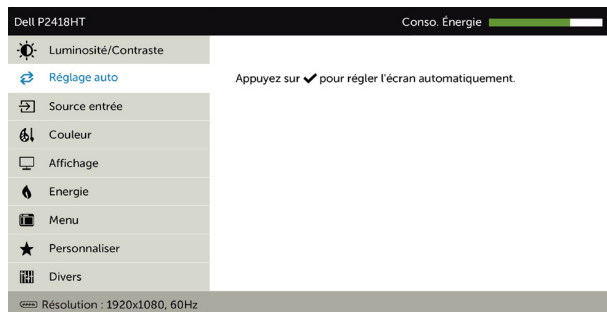 Dell P2418HT
Conso. Énergie
Luminosité/Contraste
Réglage auto
Appuyez sur ✔ pour régler l'écran automatiquement.
Source entrée
Couleur
Affichage
Energie
Menu
Personnaliser
Divers
Résolution : 1920x1080, 60Hz